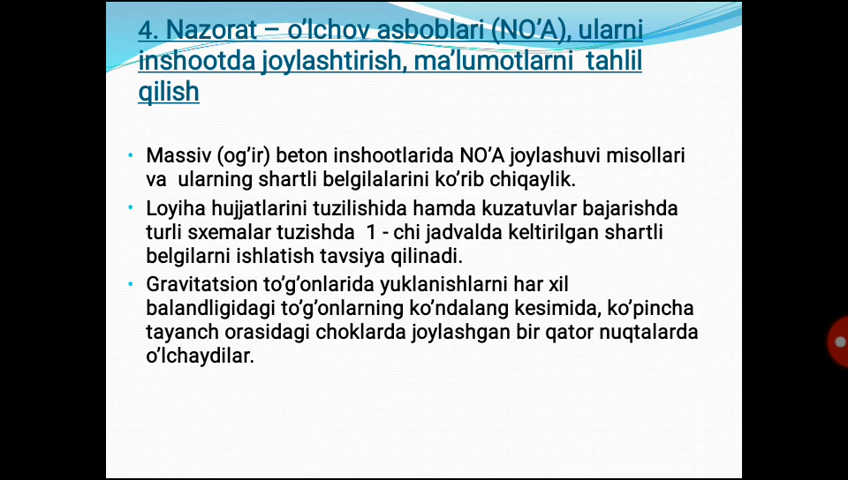 4. Nazorat – o’lchov asboblari (NO’A), ularni
inshootda joylashtirish, ma’lumotlarni tahlil
qilish
• Massiv (og’ir) beton inshootlarida NO’A joylashuvi misollari
va ularning shartli belgilalarini ko’rib chiqaylik.
• Loyiha hujjatlarini tuzilishida hamda kuzatuvlar bajarishda
turli sxemalar tuzishda 1 - chi jadvalda keltirilgan shartli
belgilarni ishlatish tavsiya qilinadi.
• Gravitatsion to’g’onlarida yuklanishlarni har xil
balandligidagi to’g’onlarning ko’ndalang kesimida, ko’pincha
tayanch orasidagi choklarda joylashgan bir qator nuqtalarda
o’lchaydilar.